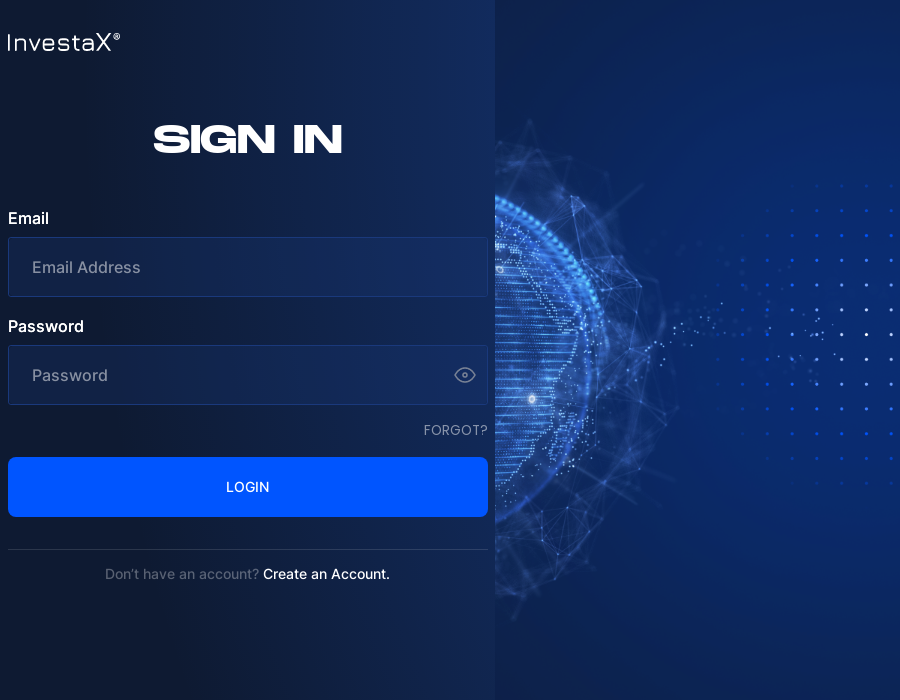 InvestaX®
SIGN IN
Email
Email Address
Password
Password
FORGOT?
LOGIN
Don't have an account? Create an Account.